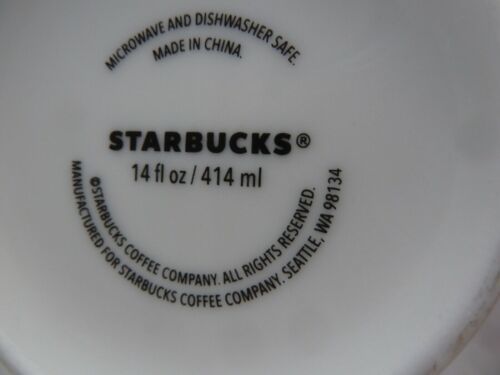 MICROWAVE AND DISHWASHER SAFE.
MADE IN CHINA.
STARBUCKS®
14 fl oz / 414 ml
©STARBUCKS COFFEE COMPANY. ALL RIGHTS RESERVED.
MANUFACTURED FOR STARBUCKS COFFEE COMPANY. SEATTLE, WA 98134